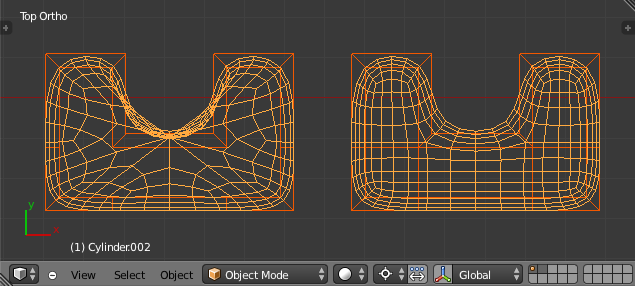 Top Ortho
y
x
(1) Cylinder.002
View Select Object Object Mode Global